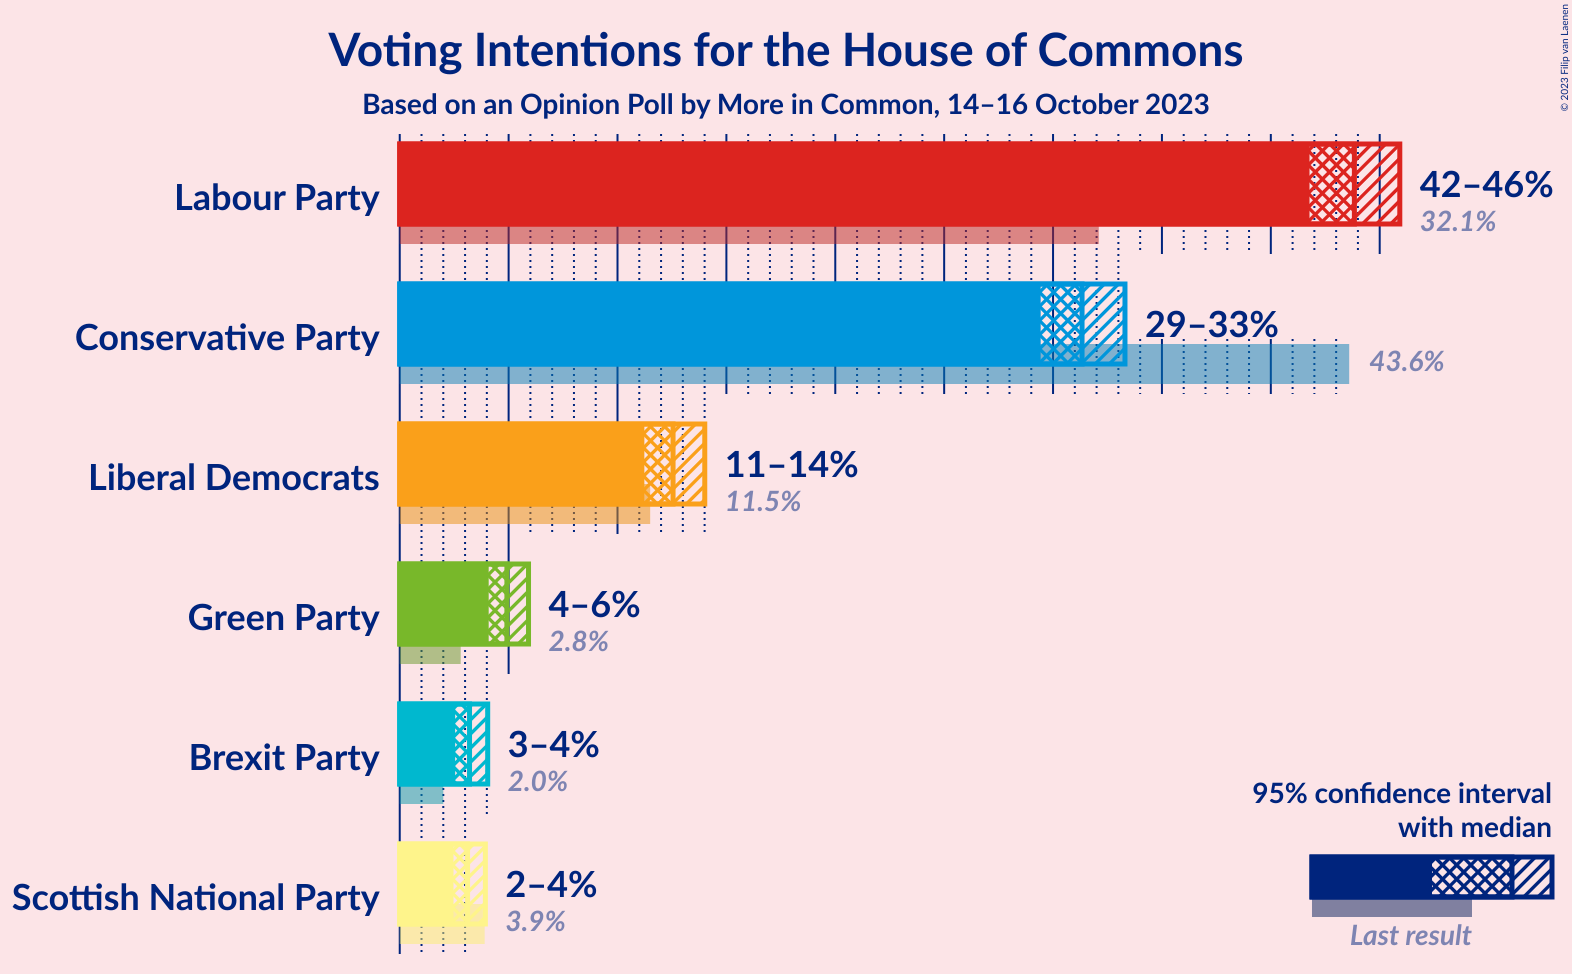 Voting Intentions for the House of Commons
Based on an Opinion Poll by More in Common, 14–16 October 2023
© 2023 Filip van Laenen
Labour Party
42–46%
32.1%
Conservative Party
29–33%
43.6%
Liberal Democrats
11–14%
11.5%
Green Party
4–6%
2.8%
Brexit Party
3–4%
2.0%
Scottish National Party
2–4%
3.9%
95% confidence interval
with median
Last result